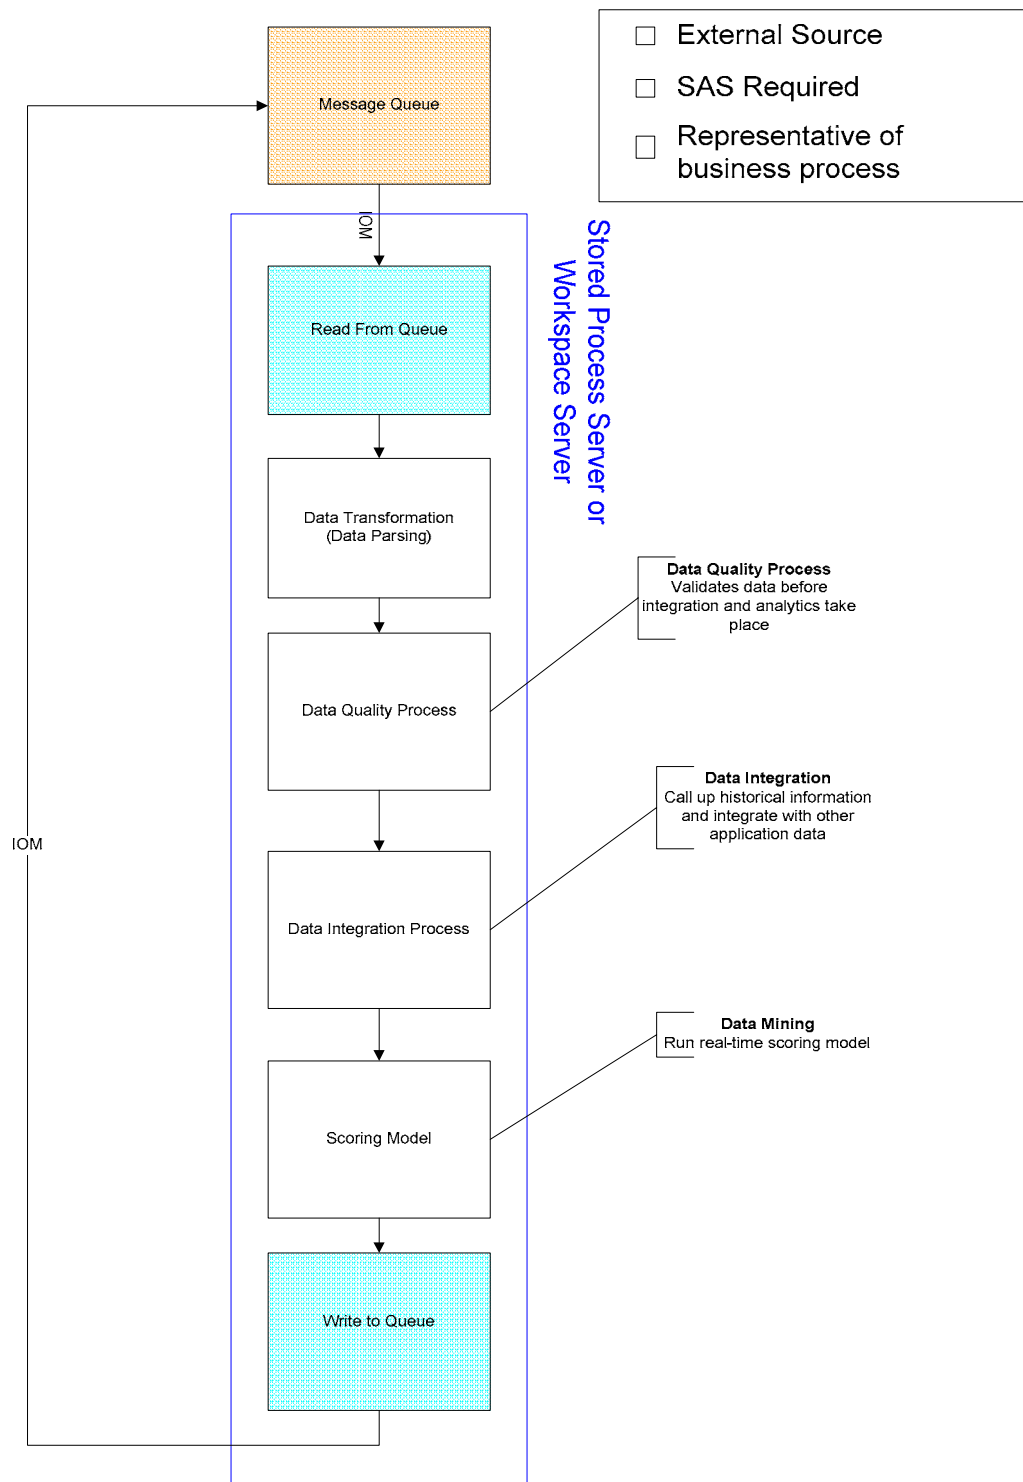 External Source
SAS Required
Representative of
business process
Message Queue
IOM
Stored Process Server or
Workspace Server
Read From Queue
Data Transformation
(Data Parsing)
Data Quality Process
Validates data before
integration and analytics take
place
Data Quality Process
Data Integration
Call up historical information
and integrate with other
application data
IOM
Data Integration Process
Data Mining
Run real-time scoring model
Scoring Model
Write to Queue